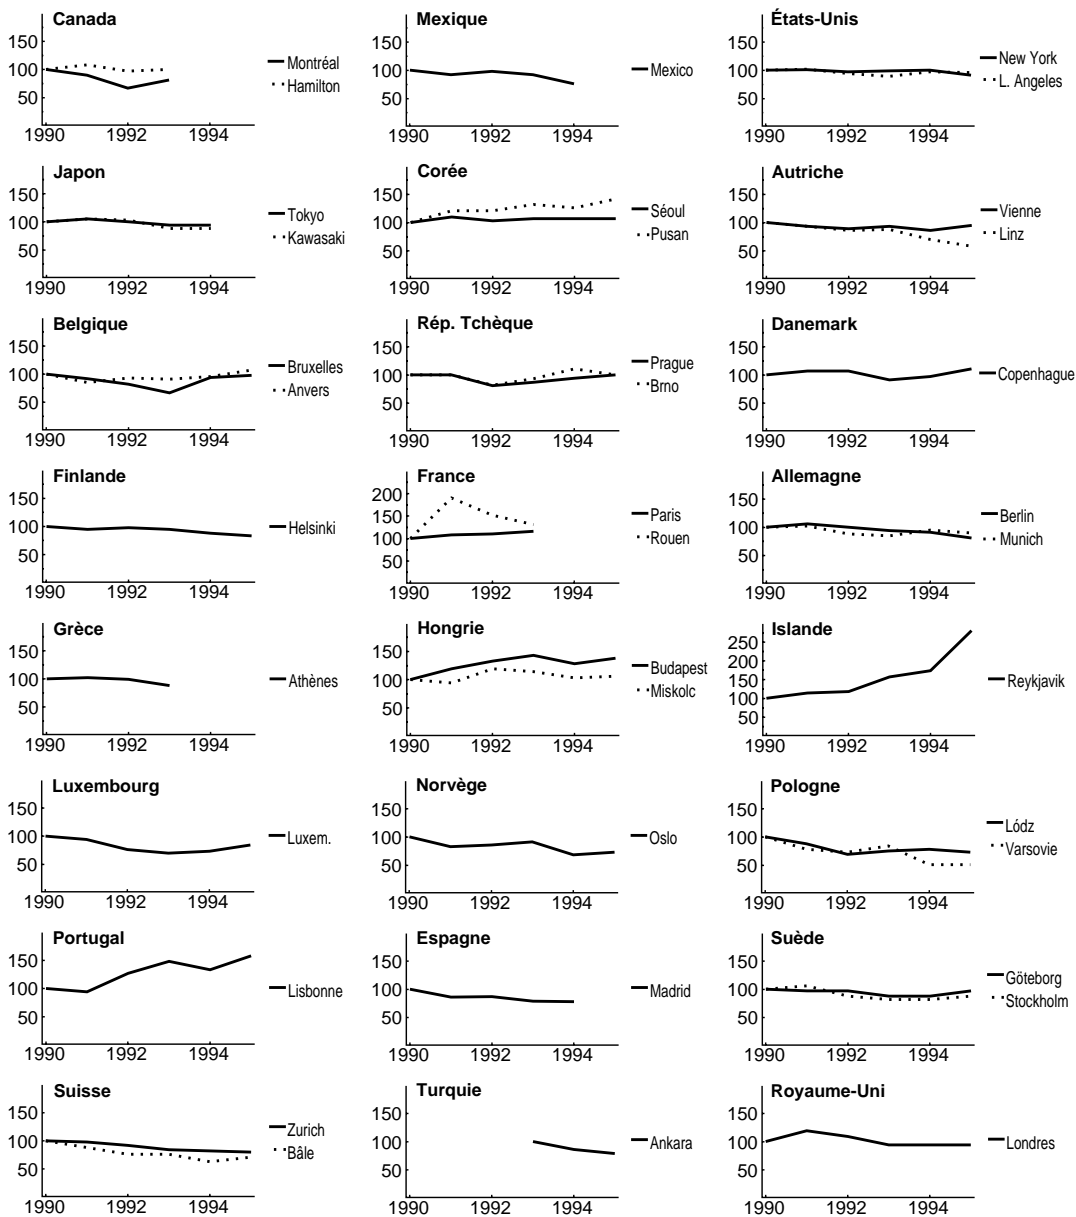 Canada
150
100
50
1990 1992 1994
Montréal
Hamilton
Mexique
1990 1992 1994
Mexico
États-Unis
150
100
50
1990 1992 1994
New York
L. Angeles
Japon
150
100
50
1990 1992 1994
Tokyo
Kawasaki
Corée
150
100
50
1990 1992 1994
Séoul
Pusan
Autriche
150
100
50
1990 1992 1994
Vienne
Linz
Belgique
150
100
50
1990 1992 1994
Bruxelles
Anvers
Rép. Tchèque
150
100
50
1990 1992 1994
Prague
Brno
Danemark
150
100
50
1990 1992 1994
Copenhague
Finlande
150
100
50
1990 1992 1994
Helsinki
France
200
150
100
50
1990 1992 1994
Paris
Rouen
Allemagne
150
100
50
1990 1992 1994
Berlin
Munich
Grèce
150
100
50
1990 1992 1994
Athènes
Hongrie
150
100
50
1990 1992 1994
Budapest
Miskolc
Islande
250
200
150
100
50
1990 1992 1994
Reykjavik
Luxembourg
150
100
50
1990 1992 1994
Luxem.
Norvège
150
100
50
1990 1992 1994
Oslo
Pologne
150
100
50
1990 1992 1994
Lódz
Varsovie
Portugal
150
100
50
1990 1992 1994
Lisbonne
Espagne
150
100
50
1990 1992 1994
Madrid
Suède
150
100
50
1990 1992 1994
Göteborg
Stockholm
Suisse
150
100
50
1990 1992 1994
Zurich
Bâle
Turquie
150
100
50
1990 1992 1994
Ankara
Royaume-Uni
150
100
50
1990 1992 1994
Londres